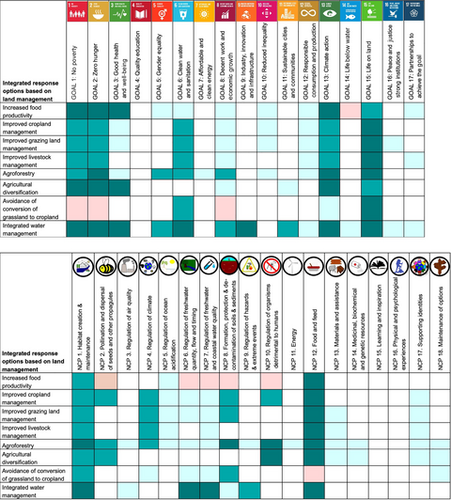 Integrated response
options based on
land management
GOAL 1: No poverty
GOAL 2: Zero hunger
GOAL 3: Good health
and well-being
GOAL 4: Quality education
GOAL 5: Gender equality
GOAL 6: Clean water
and sanitation
GOAL 7: Affordable and
clean energy
GOAL 8: Decent work and
economic growth
GOAL 9: Industry, innovation
and infrastructure
GOAL 10: Reduced inequality
GOAL 11: Sustainable cities
and communities
GOAL 12: Responsible
consumption and production
GOAL 13: Climate action
GOAL 14: Life below water
GOAL 15: Life on land
GOAL 16: Peace and justice
strong institutions
GOAL 17: Partnerships to
achieve the goal
Increased food
productivity
Improved cropland
management
Improved grazing land
management
Improved livestock
management
Agroforestry
Agricultural
diversification
Avoidance of
conversion of
grassland to cropland
Integrated water
management
Integrated response
options based on land
management
NCP 1: Habitat creation &
maintenance
NCP 2: Pollination and dispersal
of seeds and other propagules
NCP 3: Regulation of air quality
NCP 4: Regulation of climate
NCP 5: Regulation of ocean
acidification
NCP 6: Regulation of freshwater
quantity, flow and timing
NCP 7: Regulation of freshwater
and coastal water quality
NCP 8: Formation, protection & de-
contamination of soils & sediments
NCP 9: Regulation of hazards
& extreme events
NCP 10: Regulation of organisms
detrimental to humans
NCP 11: Energy
NCP 12: Food and feed
NCP 13: Materials and assistance
NCP 14: Medicinal, biochemical
and genetic resources
NCP 15: Learning and inspiration
NCP 16: Physical and psychological
experiences
NCP 17: Supporting identities
NCP 18: Maintenance of options
Increased food
productivity
Improved cropland
management
Improved grazing land
management
Improved livestock
management
Agroforestry
Agricultural
diversification
Avoidance of conversion
of grassland to cropland
Integrated water
management